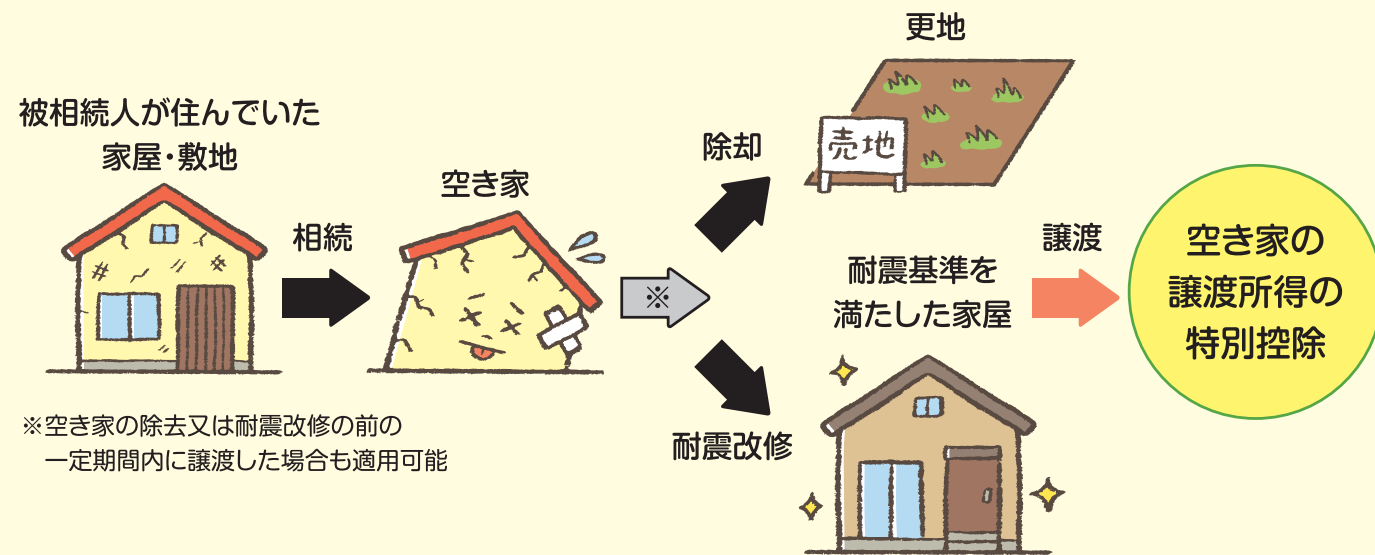 被相続人が住んでいた
家屋・敷地
相続
空き家
※
除却
更地
売地
耐震改修
耐震基準を
満たした家屋
譲渡
空き家の
譲渡所得の
特別控除
※空き家の除去又は耐震改修の前の
一定期間内に譲渡した場合も適用可能